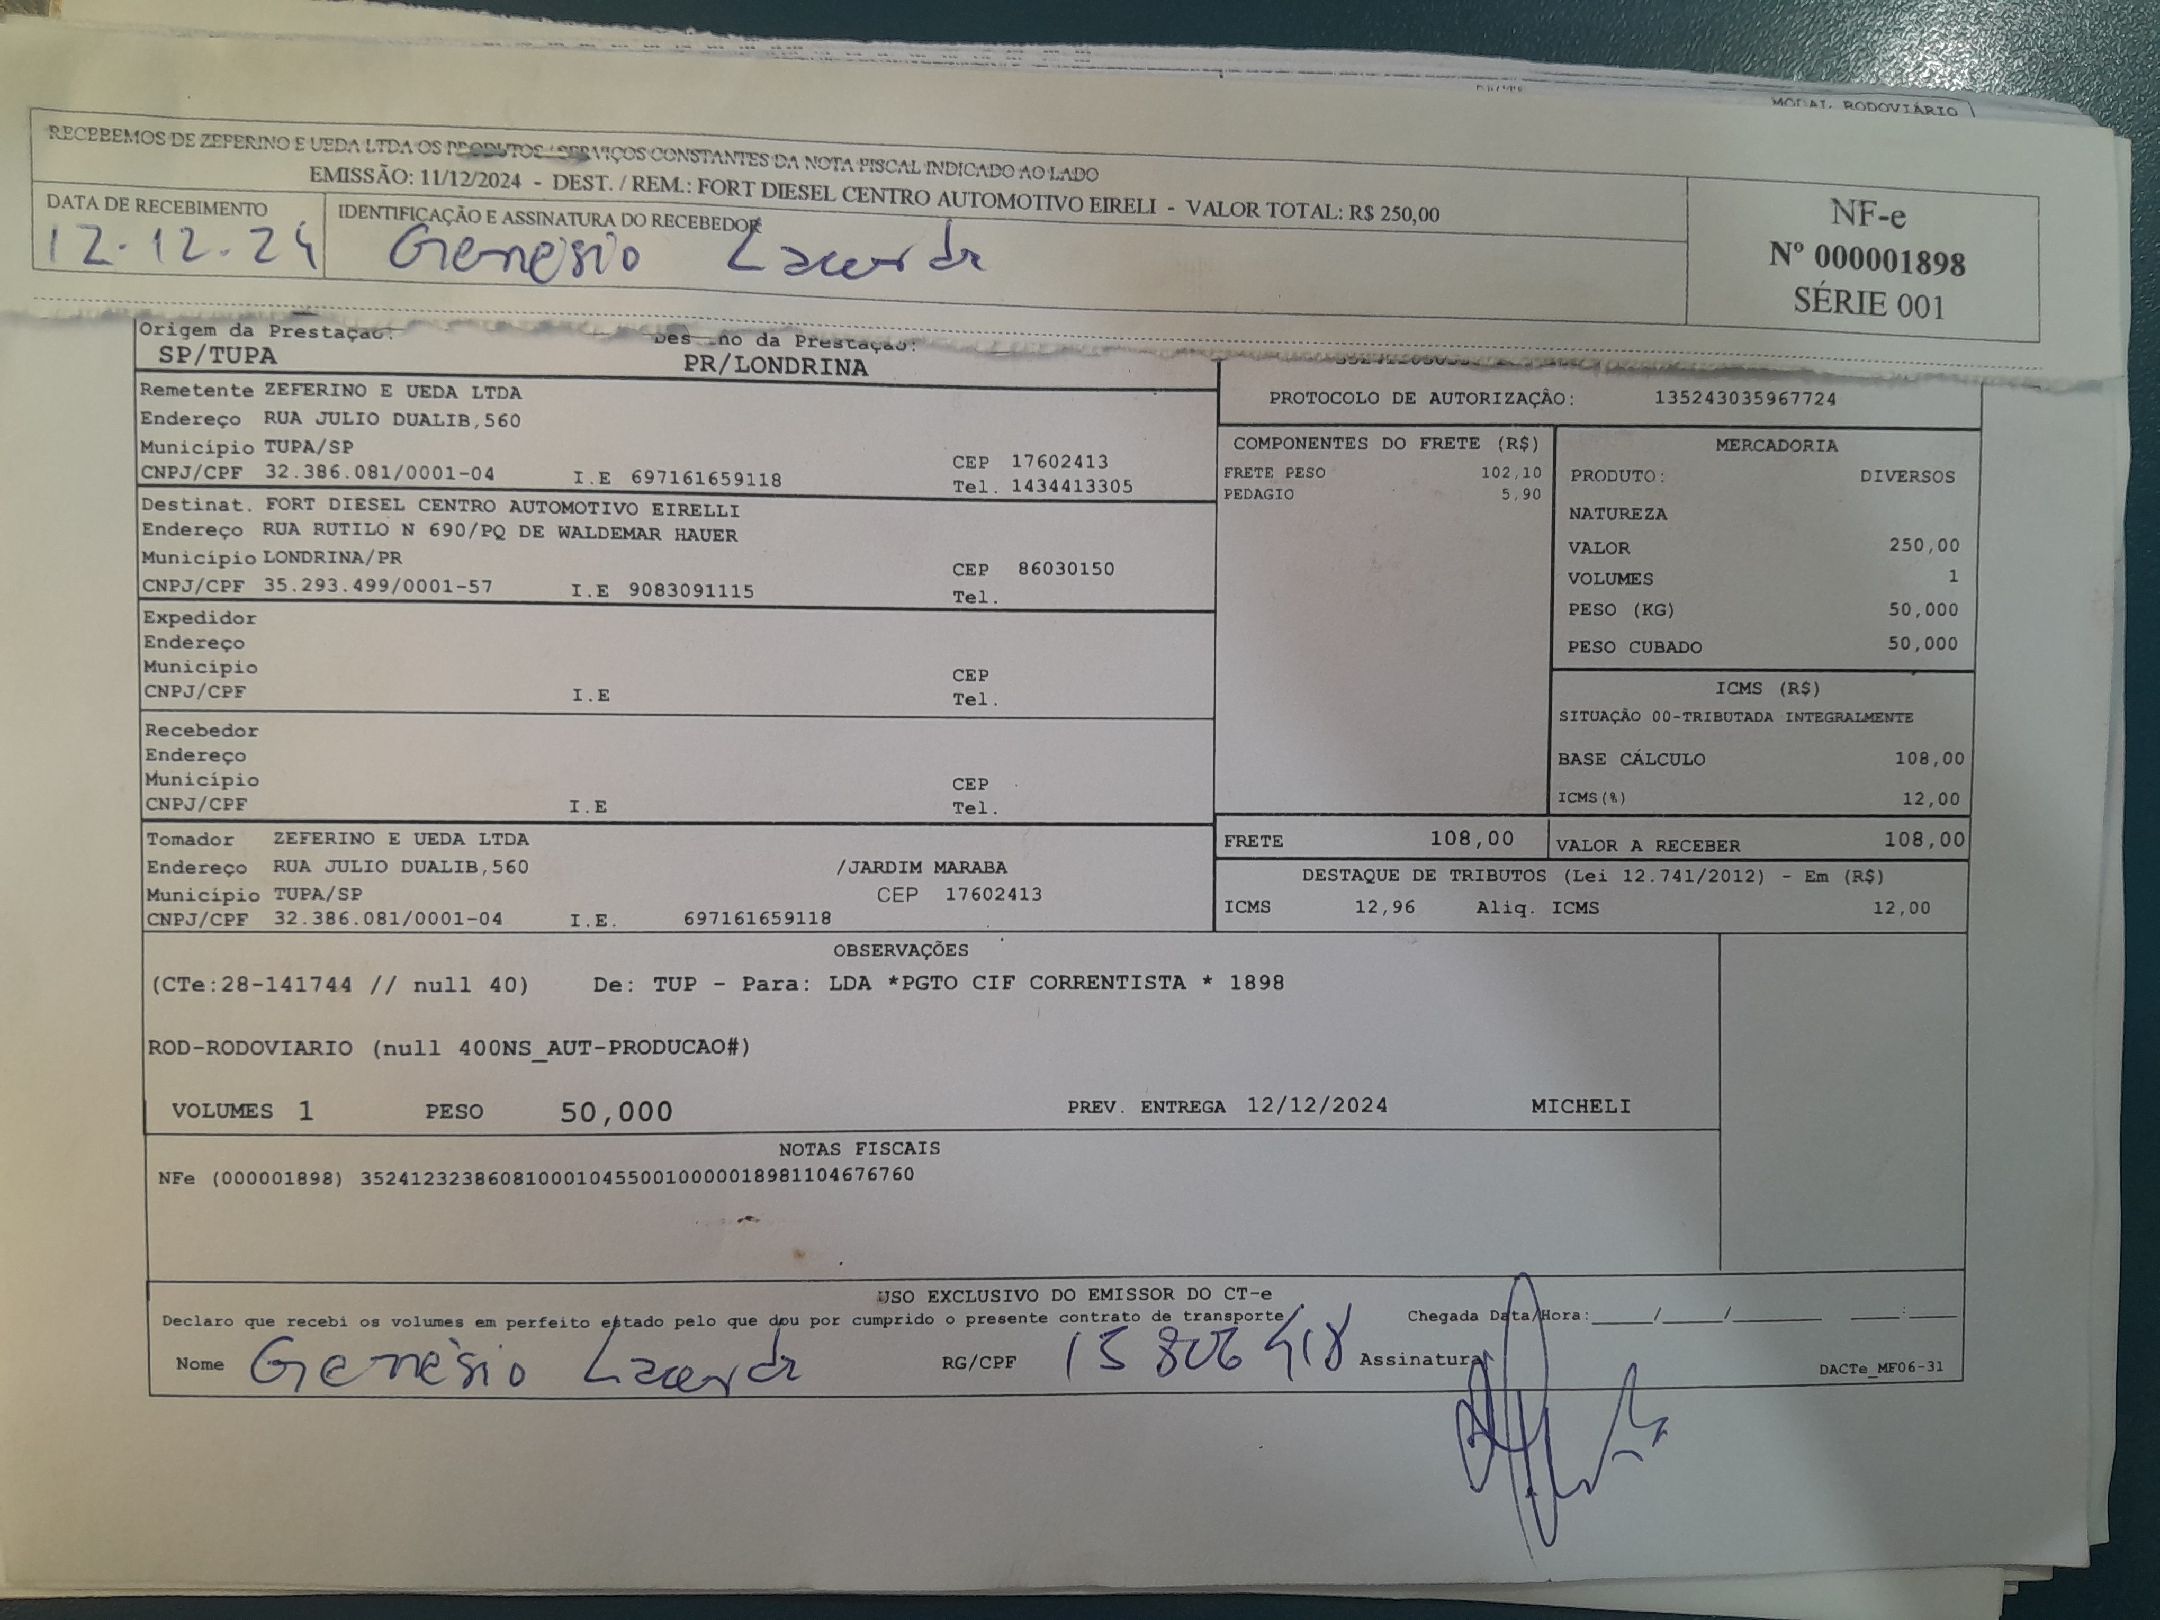 MODAL RODOVIÁRIO
RECEBEMOS DE ZEFERINO E UEDA LTDA OS PRODUTOS / SERVIÇOS CONSTANTES DA NOTA FISCAL INDICADO AO LADO
EMISSÃO: 11/12/2024 - DEST. / REM.: FORT DIESEL CENTRO AUTOMOTIVO EIRELI - VALOR TOTAL: R$ 250,00
DATA DE RECEBIMENTO
12.12.24
IDENTIFICAÇÃO E ASSINATURA DO RECEBEDOR
Genésio Lacerda
NF-e
Nº 000001898
SÉRIE 001
Origem da Prestação:
SP/TUPA
no da Prestação:
PR/LONDRINA
Remetente ZEFERINO E UEDA LTDA
Endereço RUA JULIO DUALIB,560
Município TUPA/SP CEP 17602413
CNPJ/CPF 32.386.081/0001-04 I.E 697161659118 Tel. 1434413305
Destinat. FORT DIESEL CENTRO AUTOMOTIVO EIRELLI
Endereço RUA RUTILO N 690/PQ DE WALDEMAR HAUER
Município LONDRINA/PR CEP 86030150
CNPJ/CPF 35.293.499/0001-57 I.E 9083091115 Tel.
Expedidor
Endereço
Município CEP
CNPJ/CPF I.E Tel.
Recebedor
Endereço
Município CEP
CNPJ/CPF I.E Tel.
Tomador ZEFERINO E UEDA LTDA
Endereço RUA JULIO DUALIB,560 /JARDIM MARABA
Município TUPA/SP CEP 17602413
CNPJ/CPF 32.386.081/0001-04 I.E. 697161659118
PROTOCOLO DE AUTORIZAÇÃO: 135243035967724
COMPONENTES DO FRETE (R$)
FRETE PESO 102,10
PEDAGIO 5,90
MERCADORIA
PRODUTO: DIVERSOS
NATUREZA
VALOR 250,00
VOLUMES 1
PESO (KG) 50,000
PESO CUBADO 50,000
ICMS (R$)
SITUAÇÃO 00-TRIBUTADA INTEGRALMENTE
BASE CÁLCULO 108,00
ICMS(%) 12,00
FRETE 108,00 VALOR A RECEBER 108,00
DESTAQUE DE TRIBUTOS (Lei 12.741/2012) - Em (R$)
ICMS 12,96 Aliq. ICMS 12,00
OBSERVAÇÕES
(CTe:28-141744 // null 40) De: TUP - Para: LDA *PGTO CIF CORRENTISTA * 1898
ROD-RODOVIARIO (null 400NS_AUT-PRODUCAO#)
VOLUMES 1 PESO 50,000 PREV. ENTREGA 12/12/2024 MICHELI
NOTAS FISCAIS
NFe (000001898) 35241232386081000104550010000018981104676760
USO EXCLUSIVO DO EMISSOR DO CT-e
Declaro que recebi os volumes em perfeito estado pelo que dou por cumprido o presente contrato de transporte. Chegada Data/Hora:_____/_____/_______ ____:____
Nome Genésio Lacerda RG/CPF 15 806 418 Assinatura
DACTe_MF06-31